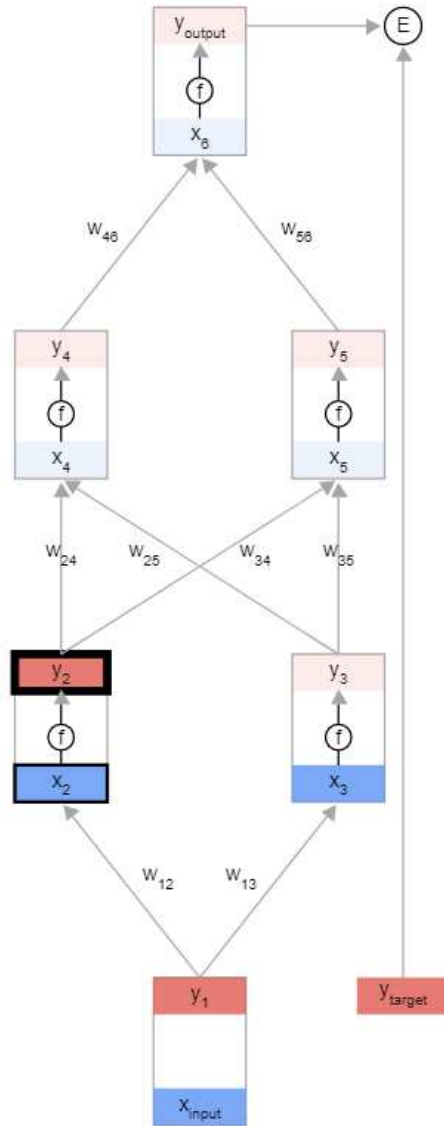 y_output E
f
x_6
w_46 w_56
y_4 y_5
f f
x_4 x_5
w_24 w_25 w_34 w_35
y_2 y_3
f f
x_2 x_3
w_12 w_13
y_1 y_target
x_input